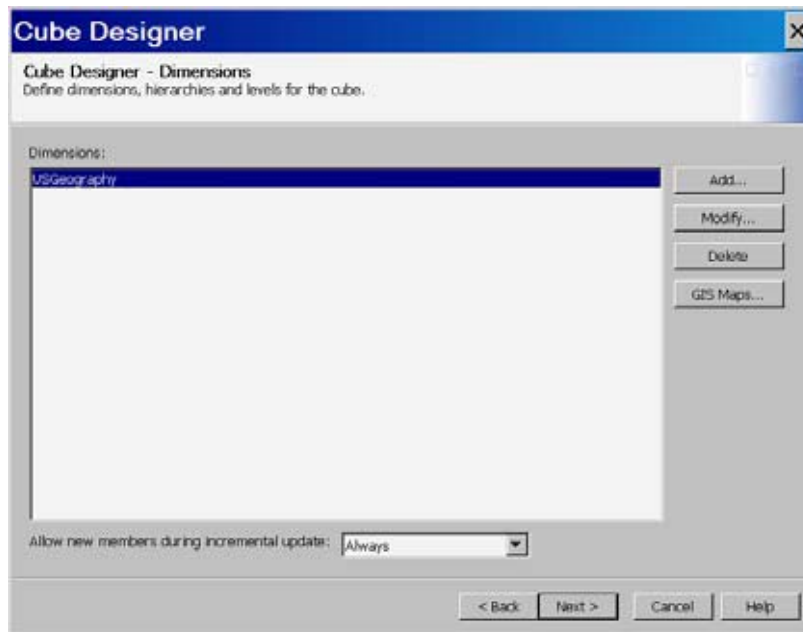 Cube Designer
Cube Designer - Dimensions
Define dimensions, hierarchies and levels for the cube.
Dimensions:
USGeography
Add...
Modify...
Delete
GIS Maps...
Allow new members during incremental update: Always
< Back Next > Cancel Help